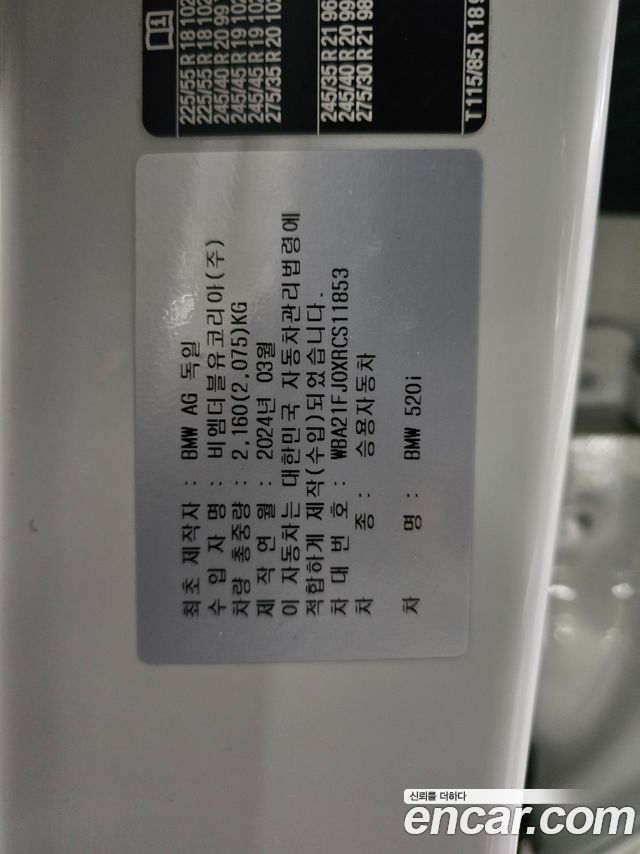 225/55 R 18 102
225/55 R 18 102
245/40 R 20 99
245/45 R 19 102
245/45 R 19 102
275/35 R 20 102
245/35 R 21 96
245/40 R 20 99
275/30 R 21 98
T 115/85 R 18
최초 제작자 : BMW AG 독일
수 입 자 명 : 비엠더블유코리아(주)
차량 총중량 : 2,160(2,075)KG
제 작 연 월 : 2024년 03월
이 자동차는 대한민국 자동차관리법령에
적합하게 제작(수입)되었습니다.
차 대 번 호 : WBA21FJ0XRCS11853
차 종 : 승용자동차
차 명 : BMW 520i
신뢰를 더하다
encar.com